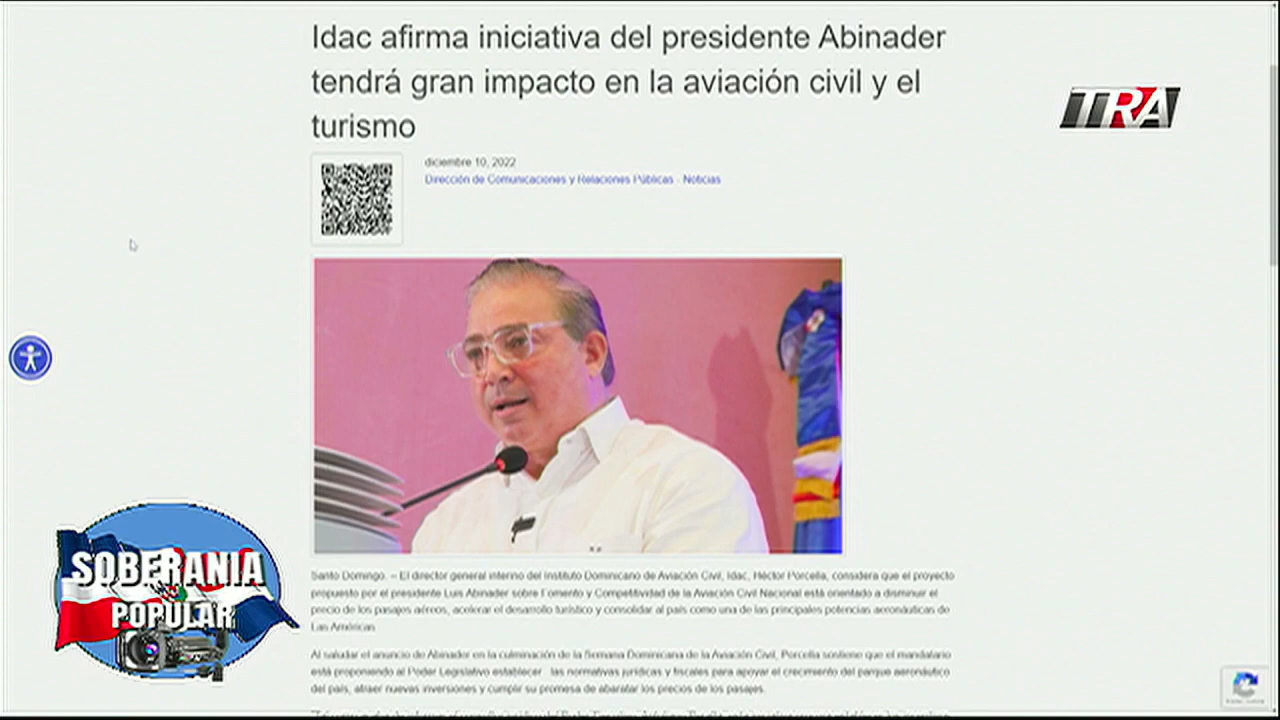 Idac afirma iniciativa del presidente Abinader
tendrá gran impacto en la aviación civil y el
turismo
TRA
diciembre 10, 2022
Dirección de Comunicaciones y Relaciones Públicas - Noticias
SOBERANIA
POPULAR
Santo Domingo. – El director general interino del Instituto Dominicano de Aviación Civil, Idac, Héctor Porcella, considera que el proyecto
propuesto por el presidente Luis Abinader sobre Fomento y Competitividad de la Aviación Civil Nacional está orientado a disminuir el
precio de los pasajes aéreos, acelerar el desarrollo turístico y consolidar al país como una de las principales potencias aeronáuticas de
Las Américas.
Al saludar el anuncio de Abinader en la culminación de la Semana Dominicana de la Aviación Civil, Porcella sostiene que el mandatario
está proponiendo al Poder Legislativo establecer las normativas jurídicas y fiscales para apoyar el crecimiento del parque aeronáutico
del país, atraer nuevas inversiones y cumplir su promesa de abaratar los precios de los pasajes.